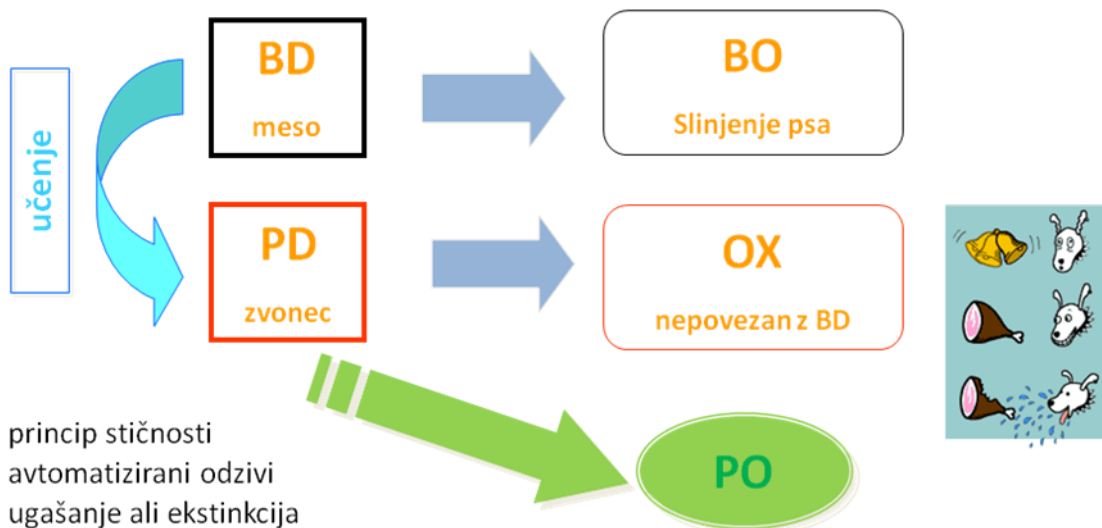 učenje
BD
meso
BO
Slinjenje psa
PD
zvonec
OX
nepovezan z BD
PO
princip stičnosti
avtomatizirani odzivi
ugašanje ali ekstinkcija